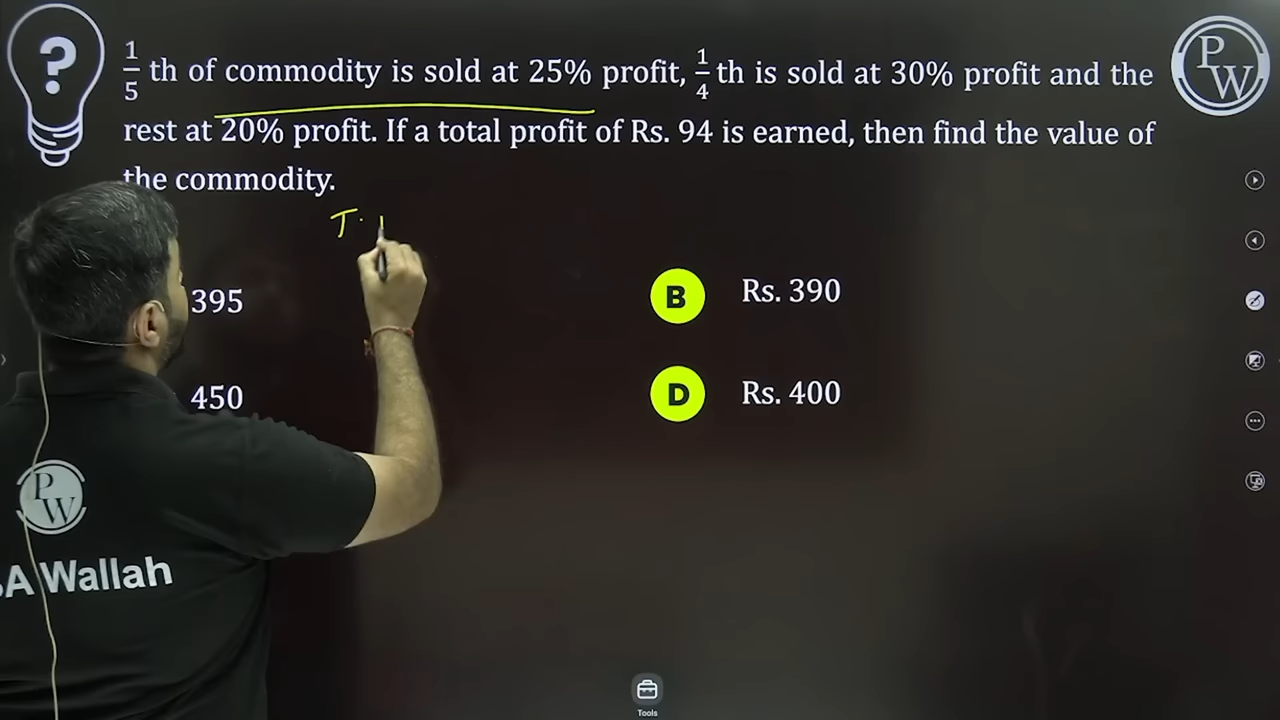 1/5 th of commodity is sold at 25% profit, 1/4 th is sold at 30% profit and the
rest at 20% profit. If a total profit of Rs. 94 is earned, then find the value of
the commodity.
T.
395
B Rs. 390
450
D Rs. 400
PW
PW
A Wallah
Tools